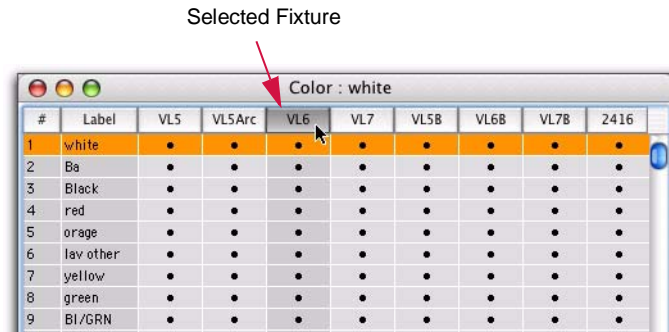 Selected Fixture
Color : white
# Label VL5 VL5Arc VL6 VL7 VL5B VL6B VL7B 2416
1 white • • • • • • • •
2 Ba • • • • • • • •
3 Black • • • • • • • •
4 red • • • • • • • •
5 orage • • • • • • • •
6 lav other • • • • • • • •
7 yellow • • • • • • • •
8 green • • • • • • • •
9 Bl/GRN • • • • • • • •